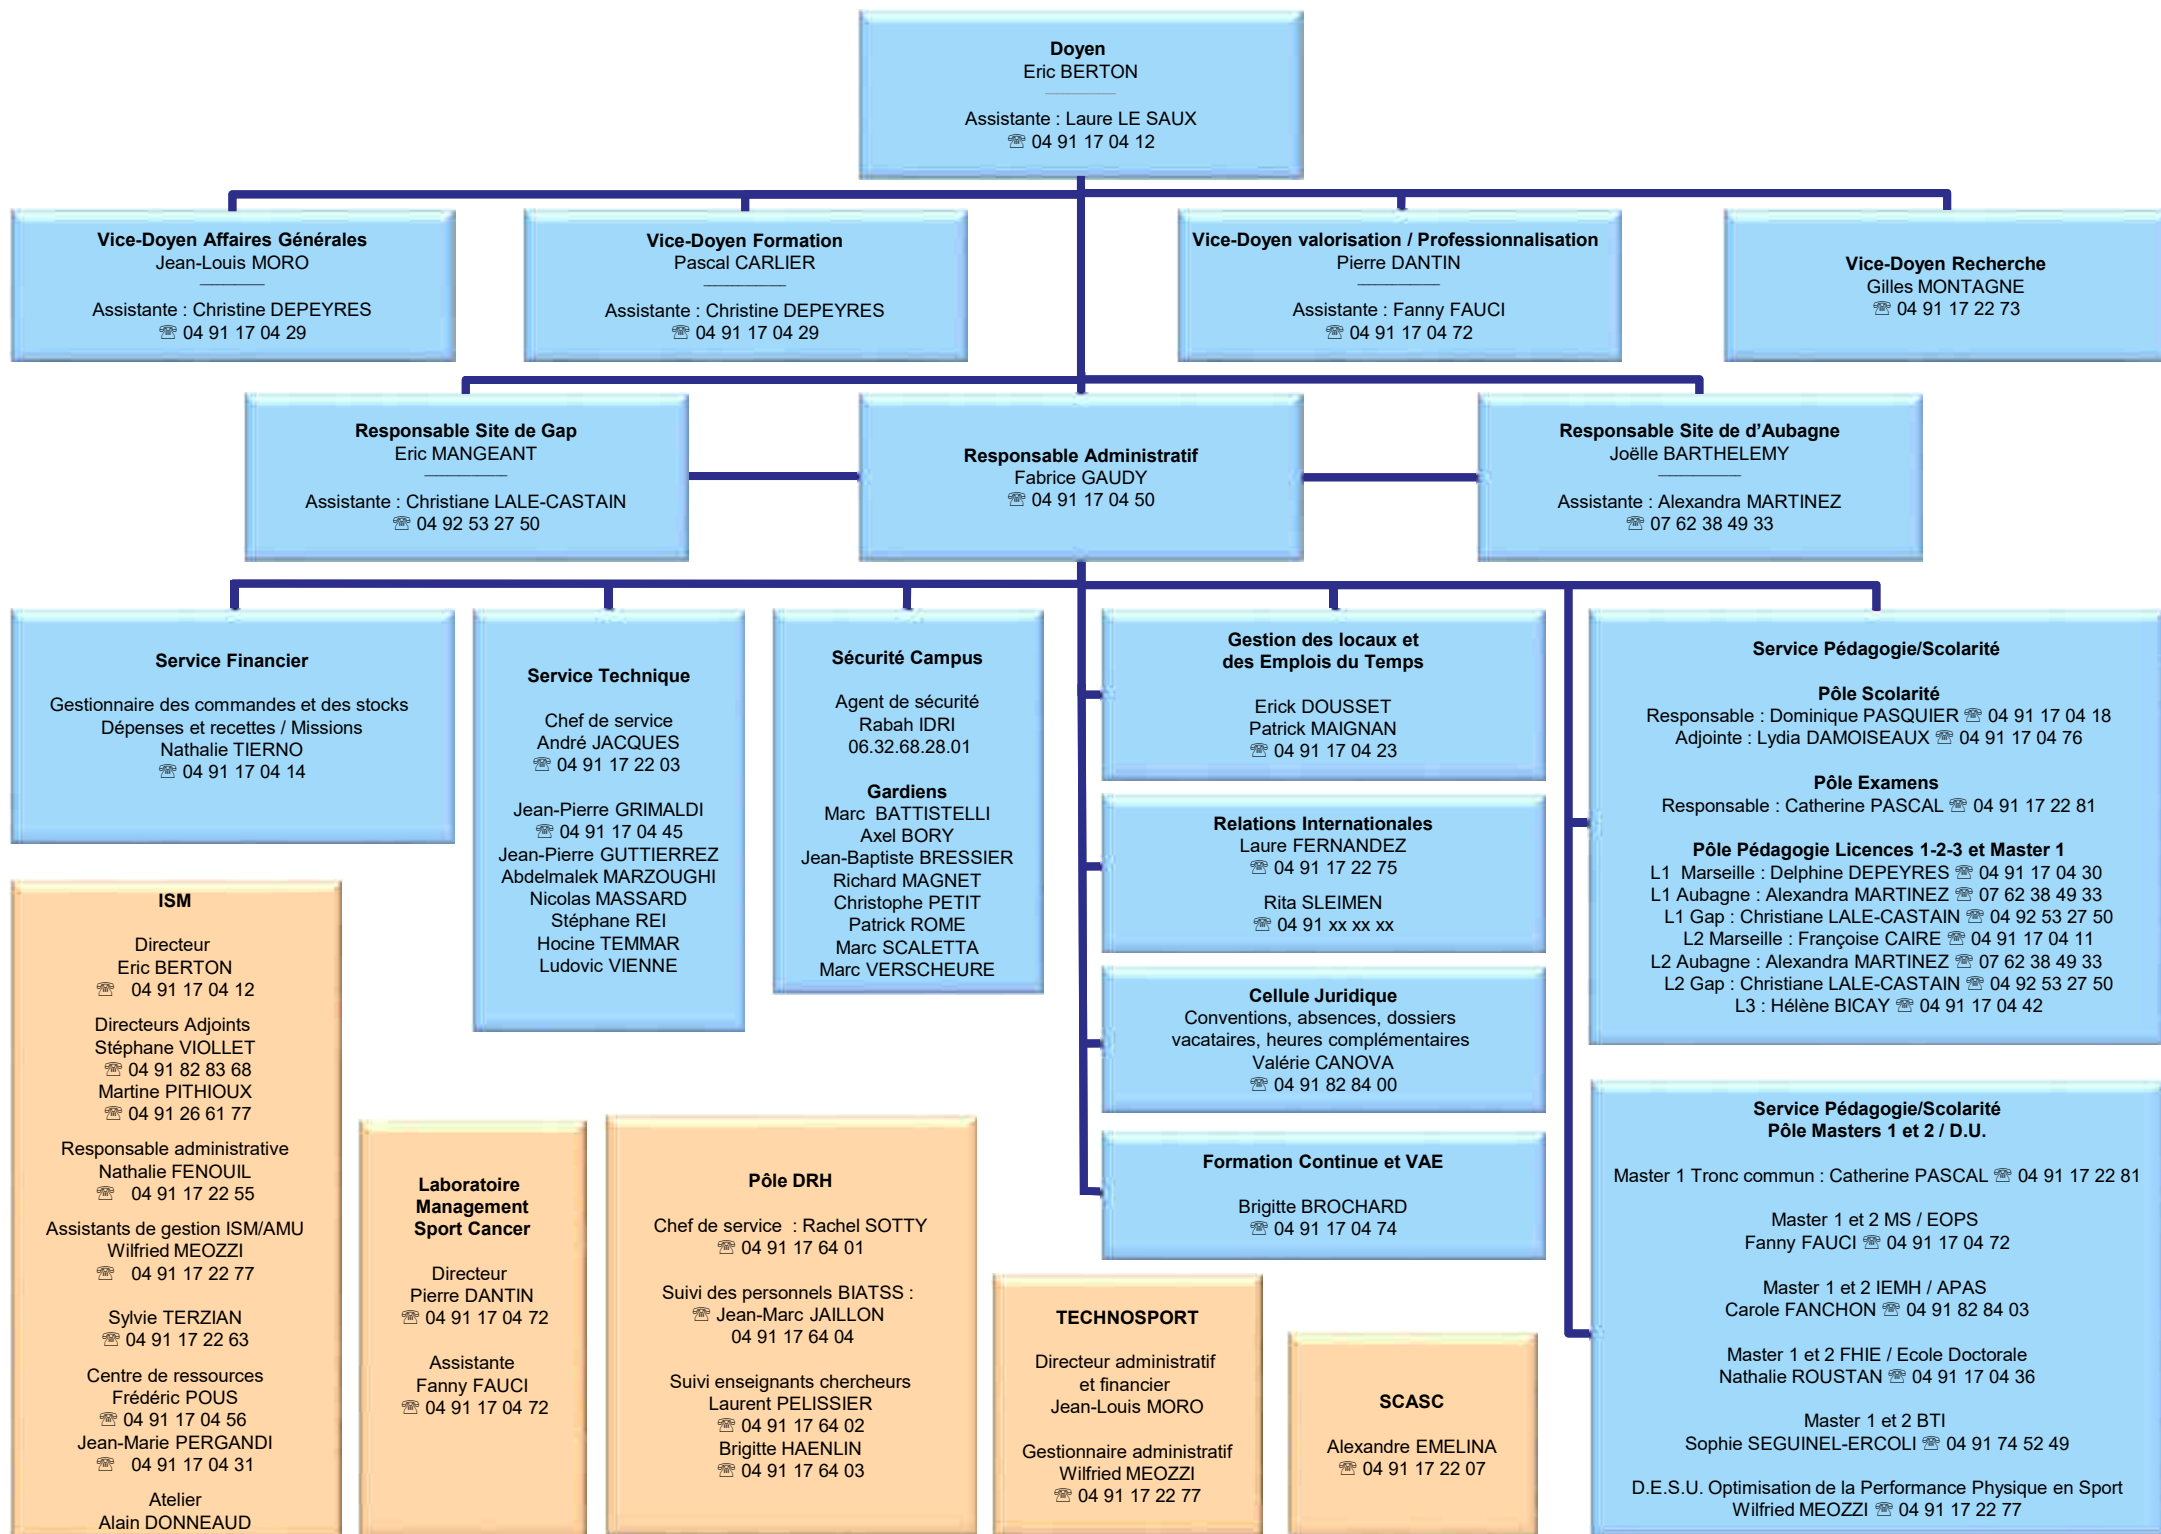 Doyen
Eric BERTON
Assistante : Laure LE SAUX
☏ 04 91 17 04 12
Vice-Doyen Affaires Générales
Jean-Louis MORO
Assistante : Christine DEPEYRES
☏ 04 91 17 04 29
Vice-Doyen Formation
Pascal CARLIER
Assistante : Christine DEPEYRES
☏ 04 91 17 04 29
Vice-Doyen valorisation / Professionnalisation
Pierre DANTIN
Assistante : Fanny FAUCI
☏ 04 91 17 04 72
Vice-Doyen Recherche
Gilles MONTAGNE
☏ 04 91 17 22 73
Responsable Site de Gap
Eric MANGEANT
Assistante : Christiane LALE-CASTAIN
☏ 04 92 53 27 50
Responsable Administratif
Fabrice GAUDY
☏ 04 91 17 04 50
Responsable Site de d'Aubagne
Joëlle BARTHELEMY
Assistante : Alexandra MARTINEZ
☏ 07 62 38 49 33
Service Financier
Gestionnaire des commandes et des stocks
Dépenses et recettes / Missions
Nathalie TIERNO
☏ 04 91 17 04 14
Service Technique
Chef de service
André JACQUES
☏ 04 91 17 22 03
Jean-Pierre GRIMALDI
☏ 04 91 17 04 45
Jean-Pierre GUTTIERREZ
Abdelmalek MARZOUGHI
Nicolas MASSARD
Stéphane REI
Hocine TEMMAR
Ludovic VIENNE
Sécurité Campus
Agent de sécurité
Rabah IDRI
06.32.68.28.01
Gardiens
Marc BATTISTELLI
Axel BORY
Jean-Baptiste BRESSIER
Richard MAGNET
Christophe PETIT
Patrick ROME
Marc SCALETTA
Marc VERSCHEURE
Gestion des locaux et
des Emplois du Temps
Erick DOUSSET
Patrick MAIGNAN
☏ 04 91 17 04 23
Relations Internationales
Laure FERNANDEZ
☏ 04 91 17 22 75
Rita SLEIMEN
☏ 04 91 xx xx xx
Cellule Juridique
Conventions, absences, dossiers
vacataires, heures complémentaires
Valérie CANOVA
☏ 04 91 82 84 00
Formation Continue et VAE
Brigitte BROCHARD
☏ 04 91 17 04 74
Service Pédagogie/Scolarité
Pôle Scolarité
Responsable : Dominique PASQUIER ☏ 04 91 17 04 18
Adjointe : Lydia DAMOISEAUX ☏ 04 91 17 04 76
Pôle Examens
Responsable : Catherine PASCAL ☏ 04 91 17 22 81
Pôle Pédagogie Licences 1-2-3 et Master 1
L1 Marseille : Delphine DEPEYRES ☏ 04 91 17 04 30
L1 Aubagne : Alexandra MARTINEZ ☏ 07 62 38 49 33
L1 Gap : Christiane LALE-CASTAIN ☏ 04 92 53 27 50
L2 Marseille : Françoise CAIRE ☏ 04 91 17 04 11
L2 Aubagne : Alexandra MARTINEZ ☏ 07 62 38 49 33
L2 Gap : Christiane LALE-CASTAIN ☏ 04 92 53 27 50
L3 : Hélène BICAY ☏ 04 91 17 04 42
Service Pédagogie/Scolarité
Pôle Masters 1 et 2 / D.U.
Master 1 Tronc commun : Catherine PASCAL ☏ 04 91 17 22 81
Master 1 et 2 MS / EOPS
Fanny FAUCI ☏ 04 91 17 04 72
Master 1 et 2 IEMH / APAS
Carole FANCHON ☏ 04 91 82 84 03
Master 1 et 2 FHIE / Ecole Doctorale
Nathalie ROUSTAN ☏ 04 91 17 04 36
Master 1 et 2 BTI
Sophie SEGUINEL-ERCOLI ☏ 04 91 74 52 49
D.E.S.U. Optimisation de la Performance Physique en Sport
Wilfried MEOZZI ☏ 04 91 17 22 77
ISM
Directeur
Eric BERTON
☏ 04 91 17 04 12
Directeurs Adjoints
Stéphane VIOLLET
☏ 04 91 82 83 68
Martine PITHIOUX
☏ 04 91 26 61 77
Responsable administrative
Nathalie FENOUIL
☏ 04 91 17 22 55
Assistants de gestion ISM/AMU
Wilfried MEOZZI
☏ 04 91 17 22 77
Sylvie TERZIAN
☏ 04 91 17 22 63
Centre de ressources
Frédéric POUS
☏ 04 91 17 04 56
Jean-Marie PERGANDI
☏ 04 91 17 04 31
Atelier
Alain DONNEAUD
Laboratoire
Management
Sport Cancer
Directeur
Pierre DANTIN
☏ 04 91 17 04 72
Assistante
Fanny FAUCI
☏ 04 91 17 04 72
Pôle DRH
Chef de service : Rachel SOTTY
☏ 04 91 17 64 01
Suivi des personnels BIATSS :
☏ Jean-Marc JAILLON
04 91 17 64 04
Suivi enseignants chercheurs
Laurent PELISSIER
☏ 04 91 17 64 02
Brigitte HAENLIN
☏ 04 91 17 64 03
TECHNOSPORT
Directeur administratif
et financier
Jean-Louis MORO
Gestionnaire administratif
Wilfried MEOZZI
☏ 04 91 17 22 77
SCASC
Alexandre EMELINA
☏ 04 91 17 22 07